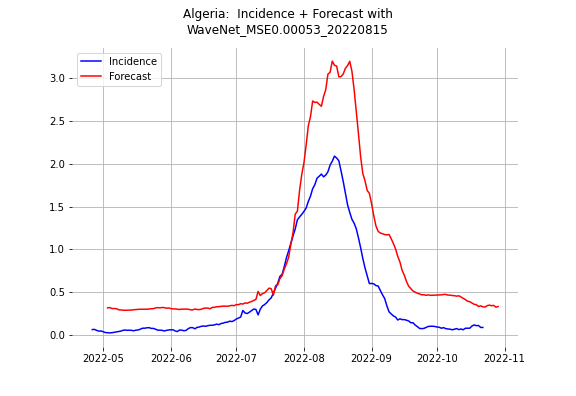 Algeria:  Incidence + Forecast with
WaveNet_MSE0.00053_20220815
Incidence
Forecast
3.0
2.5
2.0
1.5
1.0
0.5
0.0
2022-05 2022-06 2022-07 2022-08 2022-09 2022-10 2022-11